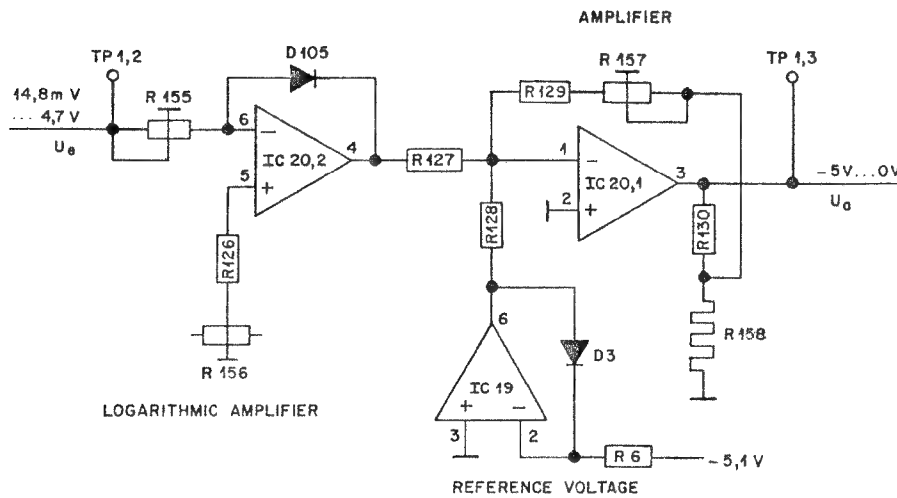 AMPLIFIER
TP 1,2
D105
R 157
TP 1,3
14,8m V
... 4,7 V
U e
R 155
R129
6
−
IC 20,2
4
5
+
R127
1
−
IC 20,1
3
2
+
−5V...0V
U a
R126
R128
R130
R 156
6
D3
R 158
IC 19
+
−
3
2
R 6
−5,1 V
LOGARITHMIC AMPLIFIER
REFERENCE VOLTAGE